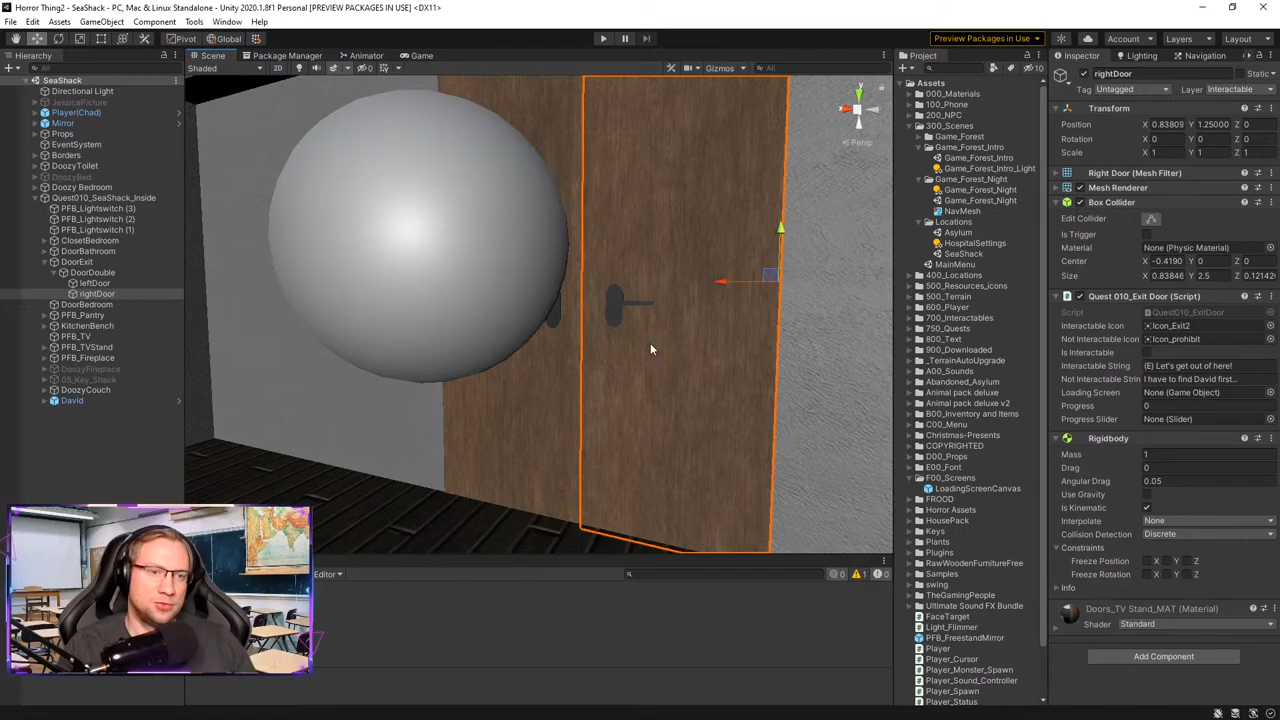 Horror Thing2 - SeaShack - PC, Mac & Linux Standalone - Unity 2020.1.8f1 Personal [PREVIEW PACKAGES IN USE] <DX11>
File Edit Assets GameObject Component Tools Window Help
Pivot Global Preview Packages in Use Account Layers Layout
Hierarchy
All
SeaShack
Directional Light
JessicaPicture
Player(Chad)
Mirror
Props
EventSystem
Borders
DoozyToilet
DoozyBed
Doozy Bedroom
Quest010_SeaShack_Inside
PFB_Lightswitch (3)
PFB_Lightswitch (2)
PFB_Lightswitch (1)
ClosetBedroom
DoorBathroom
DoorExit
DoorDouble
leftDoor
rightDoor
DoorBedroom
PFB_Pantry
KitchenBench
PFB_TV
PFB_TVStand
PFB_Fireplace
DoozyFireplace
05_Key_Shack
DoozyCouch
David
Scene Package Manager Animator Game
Shaded 2D 0 Gizmos All
y
x
Persp
Editor 0 1 0
Project
10
Assets
000_Materials
100_Phone
200_NPC
300_Scenes
Game_Forest
Game_Forest_Intro
Game_Forest_Intro
Game_Forest_Intro_Light
Game_Forest_Night
Game_Forest_Night
Game_Forest_Night
NavMesh
Locations
Asylum
HospitalSettings
SeaShack
MainMenu
400_Locations
500_Resources_icons
500_Terrain
600_Player
700_Interactables
750_Quests
800_Text
900_Downloaded
_TerrainAutoUpgrade
A00_Sounds
Abandoned_Asylum
Animal pack deluxe
Animal pack deluxe v2
B00_Inventory and Items
C00_Menu
Christmas-Presents
COPYRIGHTED
D00_Props
E00_Font
F00_Screens
LoadingScreenCanvas
FROOD
Horror Assets
HousePack
Keys
Plants
Plugins
RawWoodenFurnitureFree
Samples
swing
TheGamingPeople
Ultimate Sound FX Bundle
FaceTarget
Light_Flimmer
PFB_FreestandMirror
Player
Player_Cursor
Player_Monster_Spawn
Player_Sound_Controller
Player_Spawn
Player_Status
Inspector Lighting Navigation
rightDoor Static
Tag Untagged Layer Interactable
Transform
Position X 0.83809 Y 1.25000 Z 0
Rotation X 0 Y 0 Z 0
Scale X 1 Y 1 Z 1
Right Door (Mesh Filter)
Mesh Renderer
Box Collider
Edit Collider
Is Trigger
Material None (Physic Material)
Center X -0.4190 Y 0 Z 0
Size X 0.83846 Y 2.5 Z 0.12142
Quest 010_Exit Door (Script)
Script Quest010_ExitDoor
Interactable Icon Icon_Exit2
Not Interactable Icon Icon_prohibit
Is Interactable
Interactable String (E) Let's get out of here!
Not Interactable Strin I have to find David first...
Loading Screen None (Game Object)
Progress 0
Progress Slider None (Slider)
Rigidbody
Mass 1
Drag 0
Angular Drag 0.05
Use Gravity
Is Kinematic
Interpolate None
Collision Detection Discrete
Constraints
Freeze Position X Y Z
Freeze Rotation X Y Z
Info
Doors_TV Stand_MAT (Material)
Shader Standard
Add Component